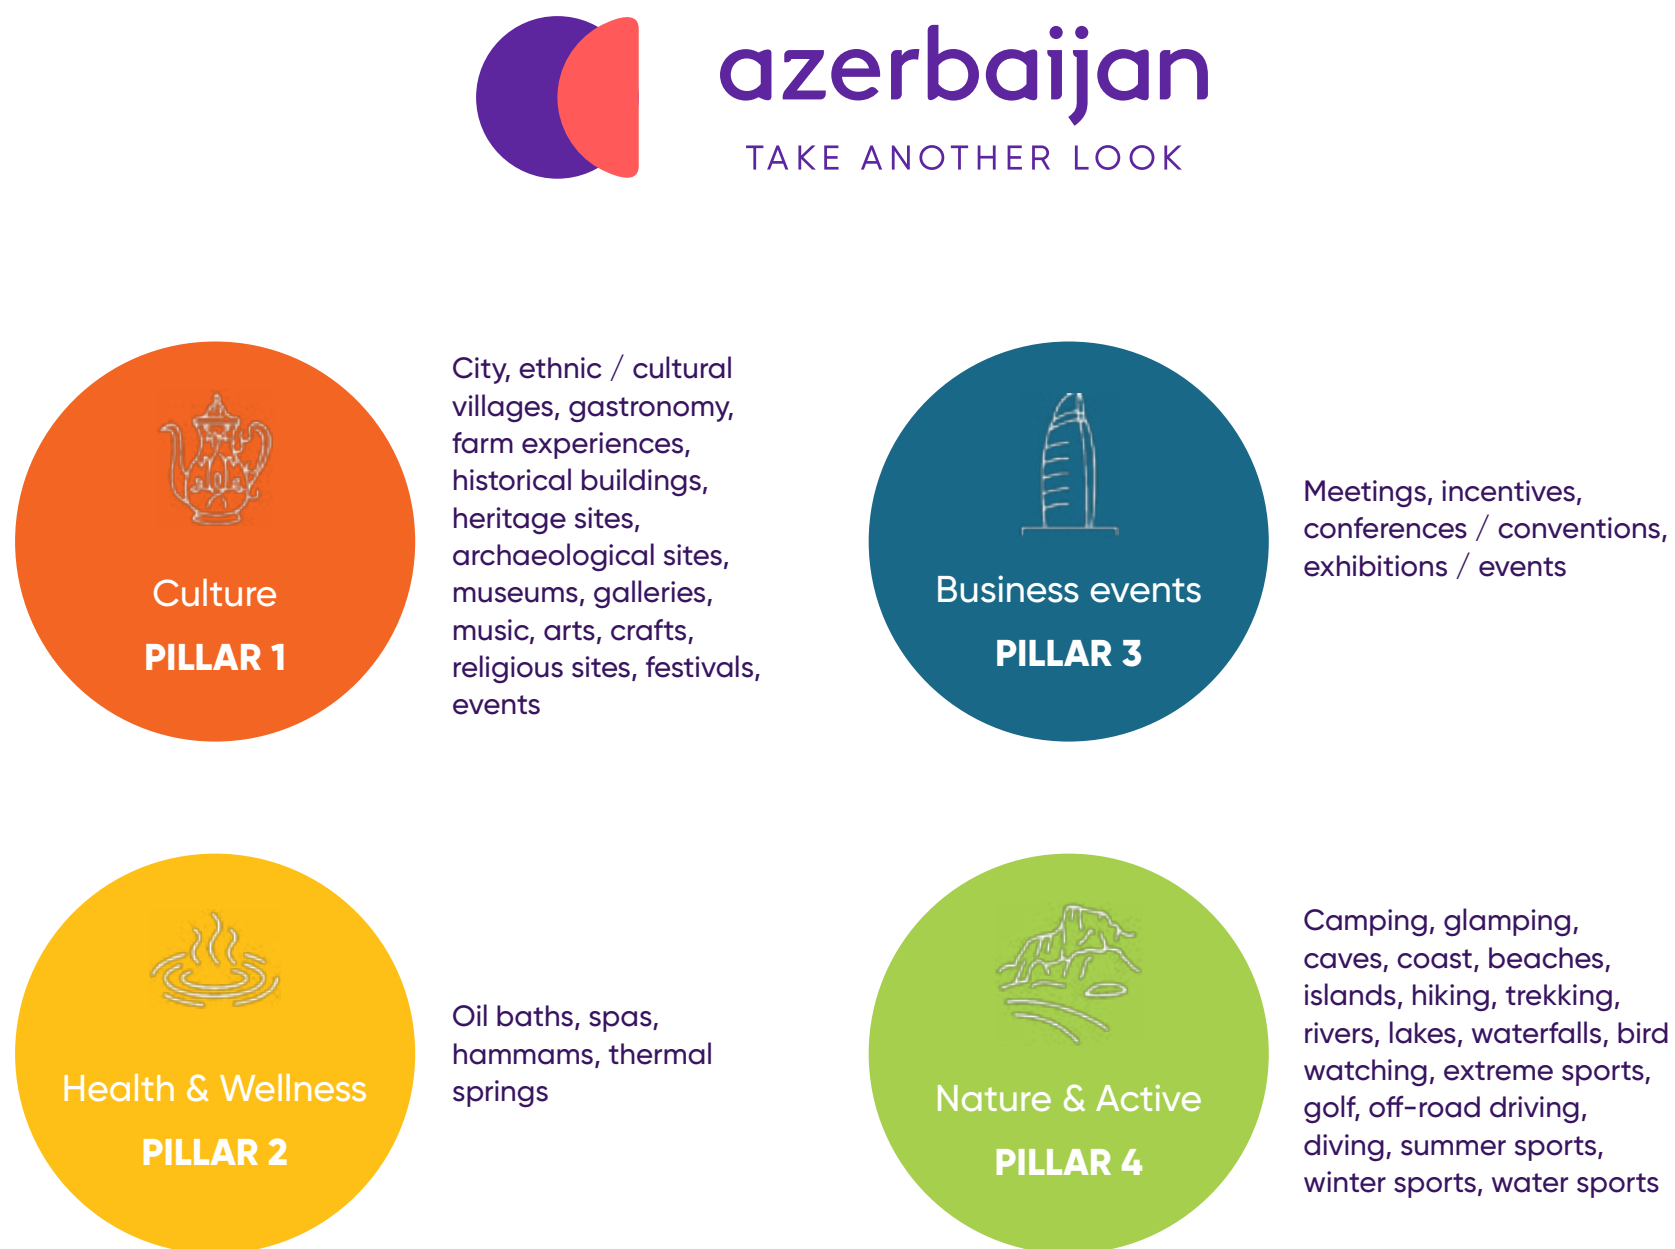 azerbaijan
TAKE ANOTHER LOOK
Culture
PILLAR 1
City, ethnic / cultural
villages, gastronomy,
farm experiences,
historical buildings,
heritage sites,
archaeological sites,
museums, galleries,
music, arts, crafts,
religious sites, festivals,
events
Business events
PILLAR 3
Meetings, incentives,
conferences / conventions,
exhibitions / events
Health & Wellness
PILLAR 2
Oil baths, spas,
hammams, thermal
springs
Nature & Active
PILLAR 4
Camping, glamping,
caves, coast, beaches,
islands, hiking, trekking,
rivers, lakes, waterfalls, bird
watching, extreme sports,
golf, off-road driving,
diving, summer sports,
winter sports, water sports